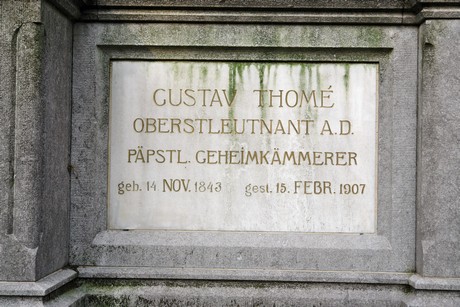 GUSTAV THOMÉ
OBERSTLEUTNANT A.D.
PÄPSTL. GEHEIMKÄMMERER
geb. 14 NOV. 1843 gest. 15. FEBR. 1907